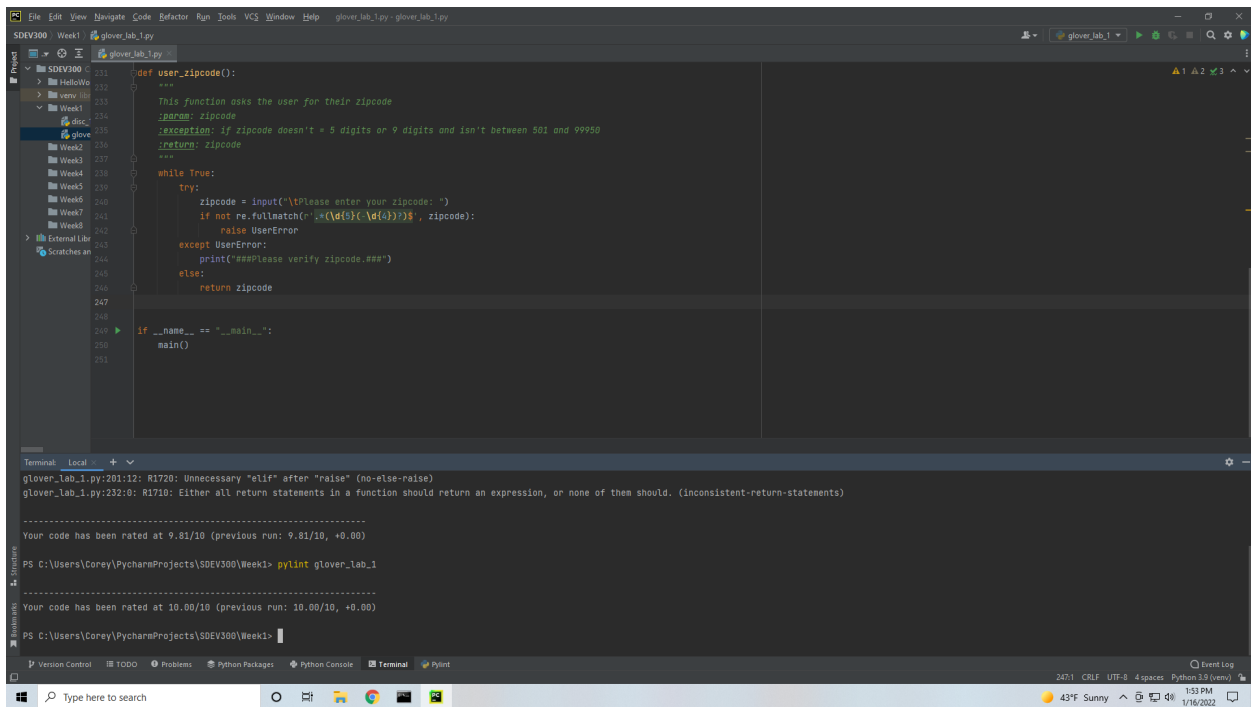 File Edit View Navigate Code Refactor Run Tools VCS Window Help glover_lab_1.py - glover_lab_1.py
SDEV300 Week1 glover_lab_1.py
glover_lab_1
glover_lab_1.py
Project
SDEV300
HelloWo
venv
Week1
disc_
glove
Week2
Week3
Week4
Week5
Week6
Week7
Week8
External Libr
Scratches an
1 2 3
231 def user_zipcode():
232 """
233 This function asks the user for their zipcode
234 :param: zipcode
235 :exception: if zipcode doesn't = 5 digits or 9 digits and isn't between 501 and 99950
236 :return: zipcode
237 """
238 while True:
239 try:
240 zipcode = input("\tPlease enter your zipcode: ")
241 if not re.fullmatch(r'.*(\d{5}(-\d{4})?)$', zipcode):
242 raise UserError
243 except UserError:
244 print("###Please verify zipcode.###")
245 else:
246 return zipcode
247
248
249 if __name__ == "__main__":
250 main()
251
Terminal: Local
glover_lab_1.py:201:12: R1720: Unnecessary "elif" after "raise" (no-else-raise)
glover_lab_1.py:232:0: R1710: Either all return statements in a function should return an expression, or none of them should. (inconsistent-return-statements)
------------------------------------------------------------------
Your code has been rated at 9.81/10 (previous run: 9.81/10, +0.00)
PS C:\Users\Corey\PycharmProjects\SDEV300\Week1> pylint glover_lab_1
--------------------------------------------------------------------
Your code has been rated at 10.00/10 (previous run: 10.00/10, +0.00)
PS C:\Users\Corey\PycharmProjects\SDEV300\Week1>
Structure
Bookmarks
Version Control TODO Problems Python Packages Python Console Terminal Pylint Event Log
247:1 CRLF UTF-8 4 spaces Python 3.9 (venv)
Type here to search
43°F Sunny
1:53 PM
1/16/2022